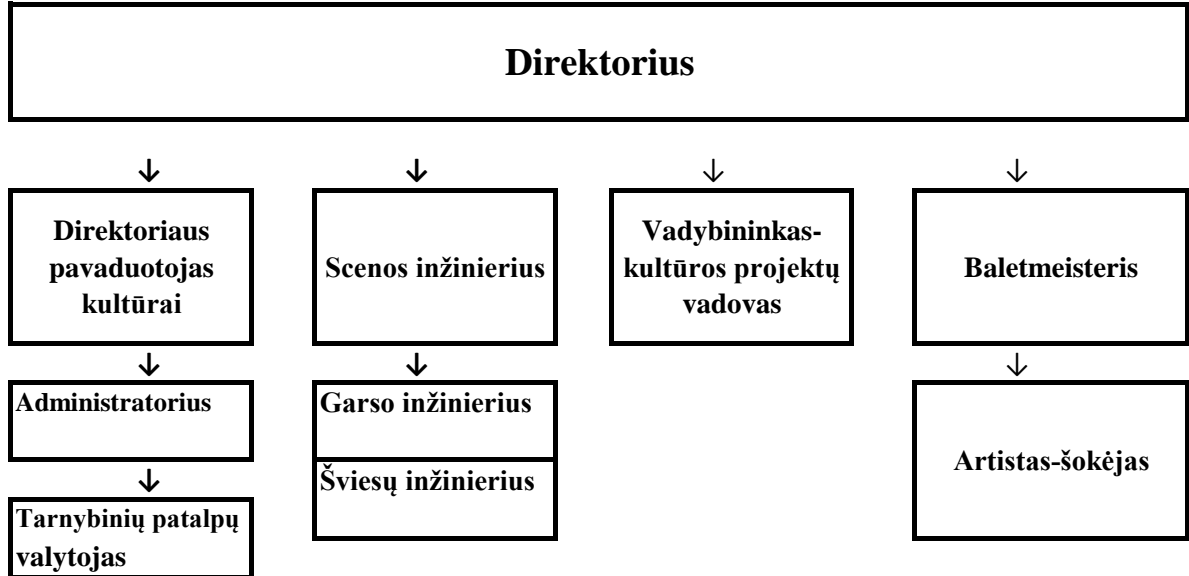 Direktorius
Direktoriaus
pavaduotojas
kultūrai
Scenos inžinierius
Vadybininkas-
kultūros projektų
vadovas
Baletmeisteris
Administratorius
Garso inžinierius
Šviesų inžinierius
Artistas-šokėjas
Tarnybinių patalpų
valytojas